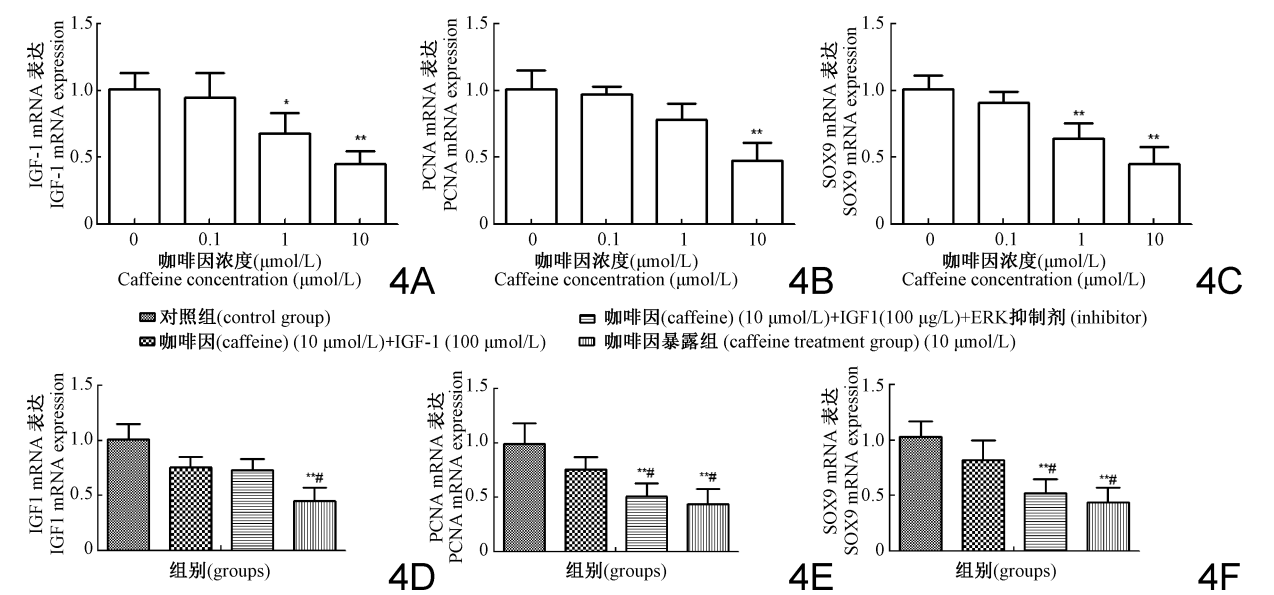 IGF-1 mRNA 表达
IGF-1 mRNA expression
1.5
1.0
0.5
0
*
**
0 0.1 1 10
咖啡因浓度(μmol/L)
Caffeine concentration (μmol/L)
4A
PCNA mRNA 表达
PCNA mRNA expression
1.5
1.0
0.5
0
**
0 0.1 1 10
咖啡因浓度(μmol/L)
Caffeine concentration (μmol/L)
4B
SOX9 mRNA 表达
SOX9 mRNA expression
1.5
1.0
0.5
0
**
**
0 0.1 1 10
咖啡因浓度(μmol/L)
Caffeine concentration (μmol/L)
4C
对照组(control group)
咖啡因(caffeine) (10 μmol/L)+IGF1(100 μg/L)+ERK抑制剂 (inhibitor)
咖啡因(caffeine) (10 μmol/L)+IGF-1 (100 μmol/L)
咖啡因暴露组 (caffeine treatment group) (10 μmol/L)
IGF1 mRNA 表达
IGF1 mRNA expression
1.5
1.0
0.5
0
**#
组别(groups)
4D
PCNA mRNA 表达
PCNA mRNA expression
1.5
1.0
0.5
0
**#
**#
组别(groups)
4E
SOX9 mRNA 表达
SOX9 mRNA expression
1.5
1.0
0.5
0
**#
**#
组别(groups)
4F